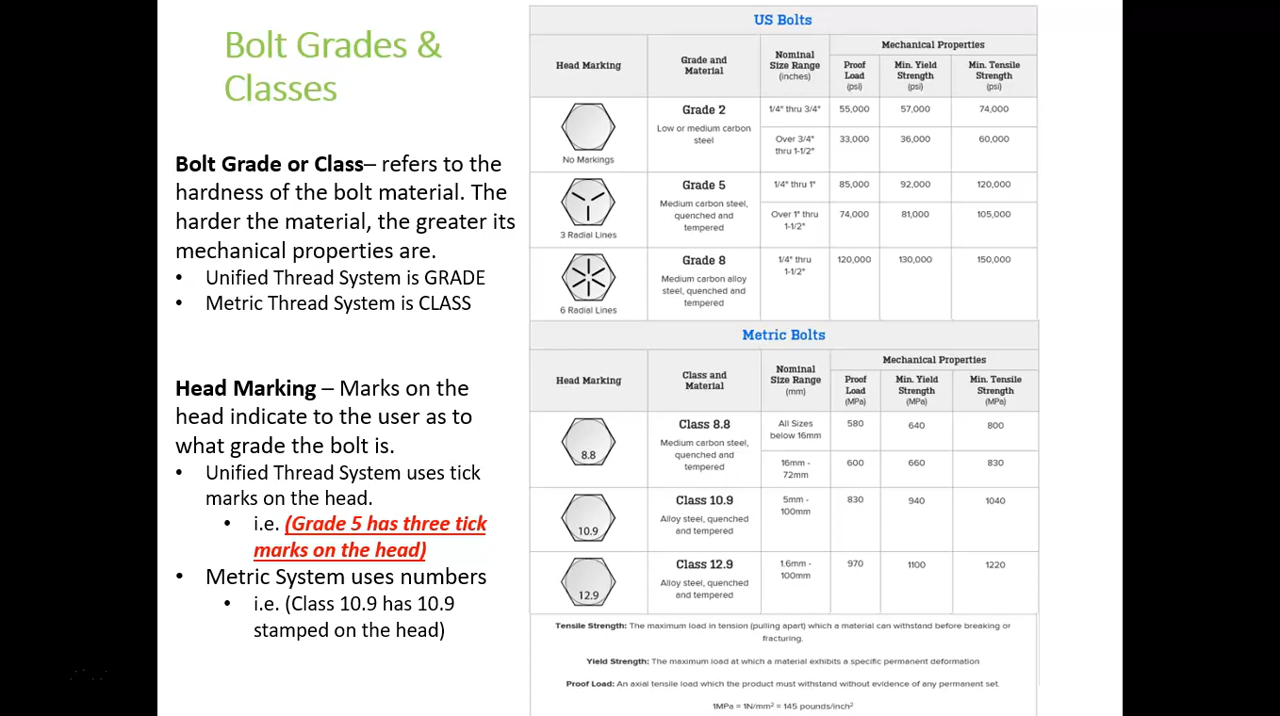 Bolt Grades &
Classes
Bolt Grade or Class– refers to the
hardness of the bolt material. The
harder the material, the greater its
mechanical properties are.
• Unified Thread System is GRADE
• Metric Thread System is CLASS
Head Marking – Marks on the
head indicate to the user as to
what grade the bolt is.
• Unified Thread System uses tick
marks on the head.
• i.e. (Grade 5 has three tick
marks on the head)
• Metric System uses numbers
• i.e. (Class 10.9 has 10.9
stamped on the head)
US Bolts
Head Marking
Grade and
Material
Nominal
Size Range
(inches)
Mechanical Properties
Proof
Load
(psi)
Min. Yield
Strength
(psi)
Min. Tensile
Strength
(psi)
No Markings
Grade 2
Low or medium carbon
steel
1/4" thru 3/4"
55,000
57,000
74,000
Over 3/4"
thru 1-1/2"
33,000
36,000
60,000
3 Radial Lines
Grade 5
Medium carbon steel,
quenched and
tempered
1/4" thru 1"
85,000
92,000
120,000
Over 1" thru
1-1/2"
74,000
81,000
105,000
6 Radial Lines
Grade 8
Medium carbon alloy
steel, quenched and
tempered
1/4" thru
1-1/2"
120,000
130,000
150,000
Metric Bolts
Head Marking
Class and
Material
Nominal
Size Range
(mm)
Mechanical Properties
Proof
Load
(MPa)
Min. Yield
Strength
(MPa)
Min. Tensile
Strength
(MPa)
8.8
Class 8.8
Medium carbon steel,
quenched and
tempered
All Sizes
below 16mm
580
640
800
16mm -
72mm
600
660
830
10.9
Class 10.9
Alloy steel, quenched
and tempered
5mm -
100mm
830
940
1040
12.9
Class 12.9
Alloy steel, quenched
and tempered
1.6mm -
100mm
970
1100
1220
Tensile Strength: The maximum load in tension (pulling apart) which a material can withstand before breaking or
fracturing.
Yield Strength: The maximum load at which a material exhibits a specific permanent deformation
Proof Load: An axial tensile load which the product must withstand without evidence of any permanent set.
1MPa = 1N/mm² = 145 pounds/inch²